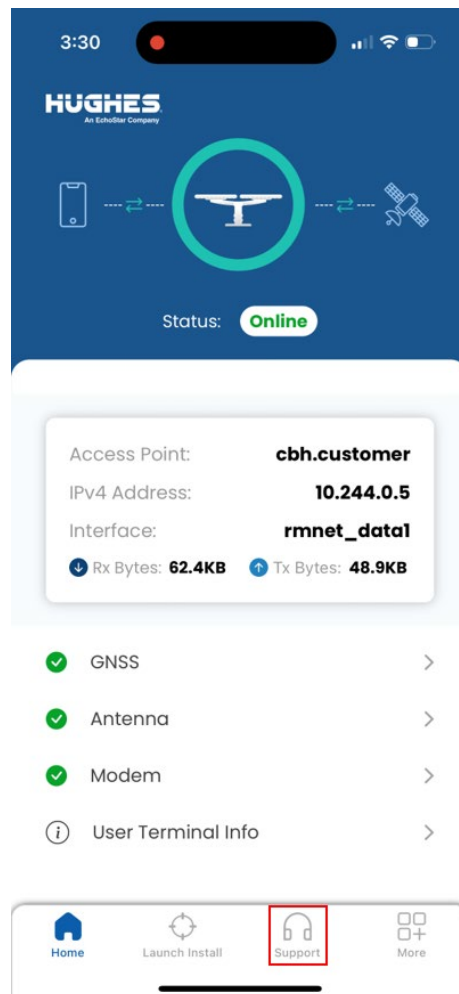 3:30
HUGHES
An EchoStar Company
Status: Online
Access Point: cbh.customer
IPv4 Address: 10.244.0.5
Interface: rmnet_data1
Rx Bytes: 62.4KB Tx Bytes: 48.9KB
GNSS
Antenna
Modem
User Terminal Info
Home Launch Install Support More